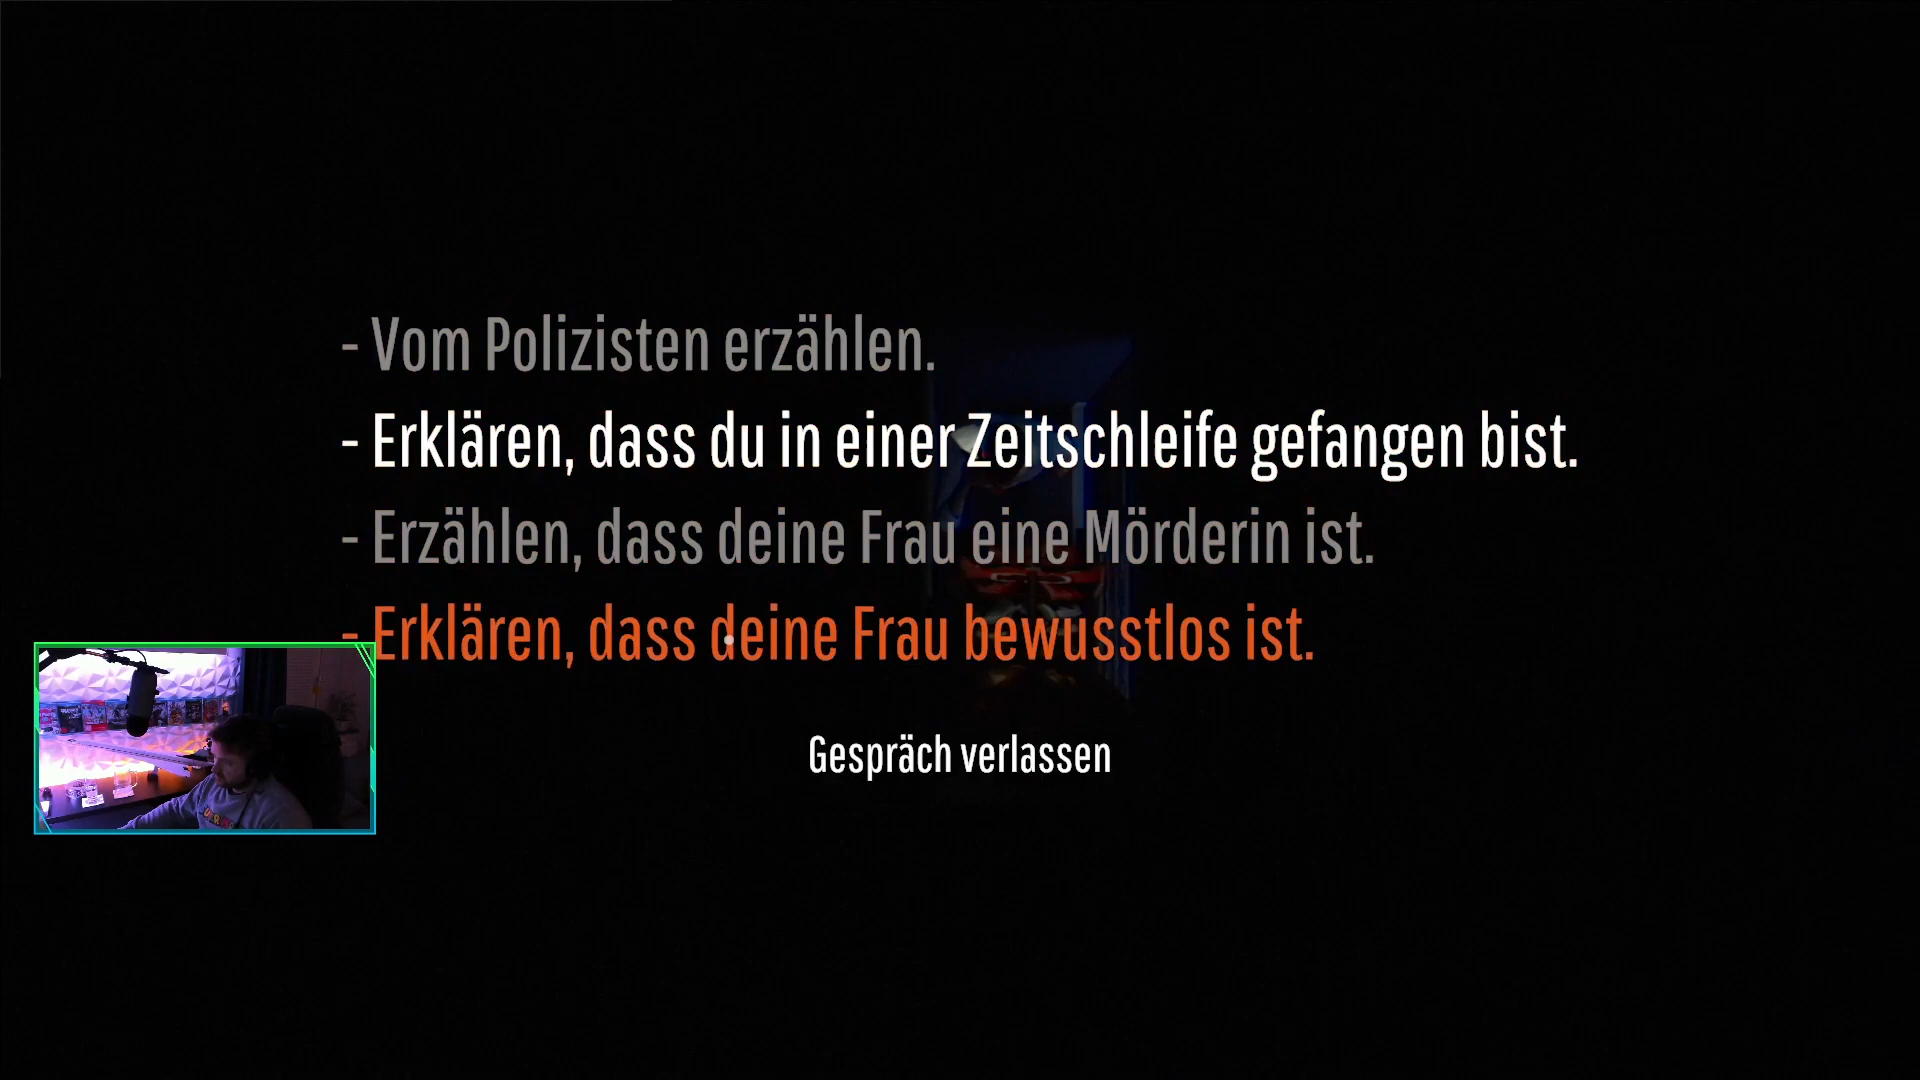 - Vom Polizisten erzählen.
- Erklären, dass du in einer Zeitschleife gefangen bist.
- Erzählen, dass deine Frau eine Mörderin ist.
- Erklären, dass deine Frau bewusstlos ist.
Gespräch verlassen